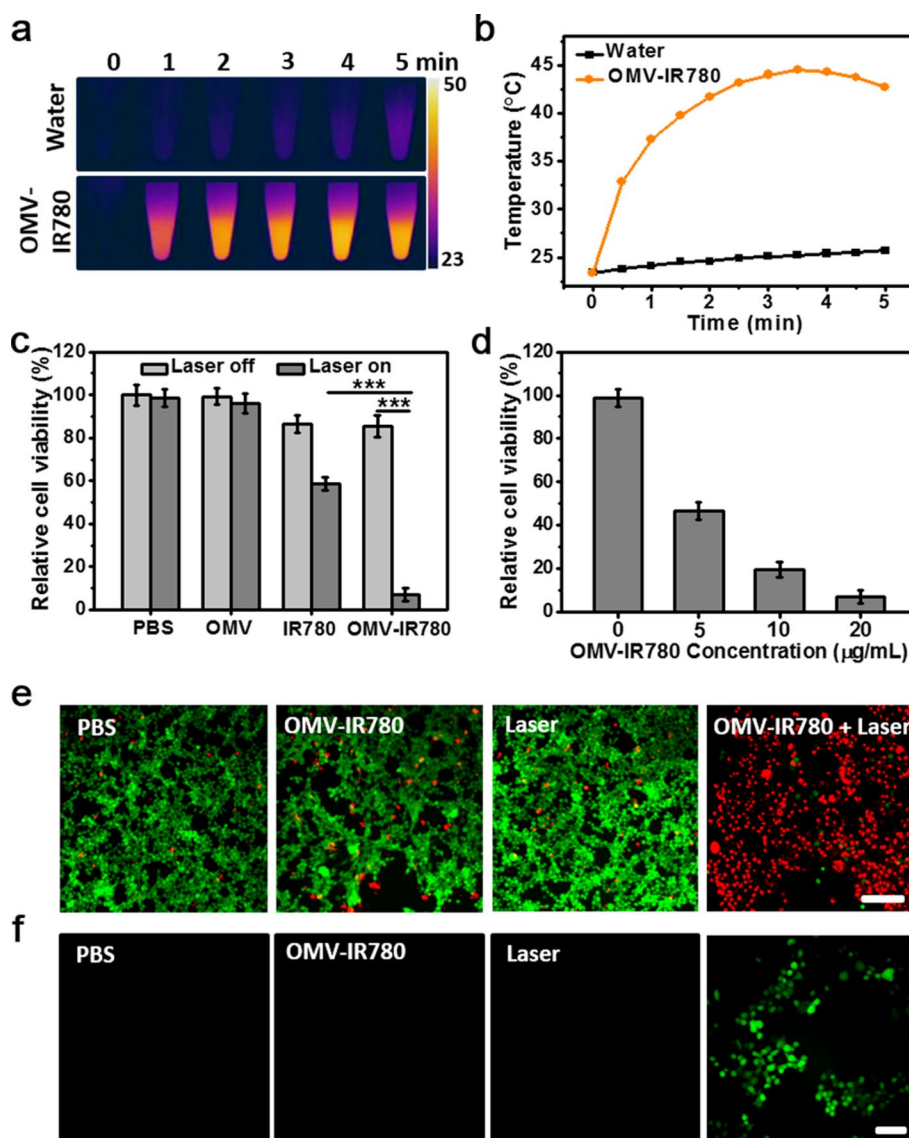 a
0 1 2 3 4 5 min
Water
OMV-
IR780
50
23
b
Water
OMV-IR780
Temperature (°C)
45
40
35
30
25
0 1 2 3 4 5
Time (min)
c
Relative cell viability (%)
120
100
80
60
40
20
0
Laser off Laser on
***
***
PBS OMV IR780 OMV-IR780
d
Relative cell viability (%)
120
100
80
60
40
20
0
0 5 10 20
OMV-IR780 Concentration (μg/mL)
e
PBS OMV-IR780 Laser OMV-IR780 + Laser
f
PBS OMV-IR780 Laser